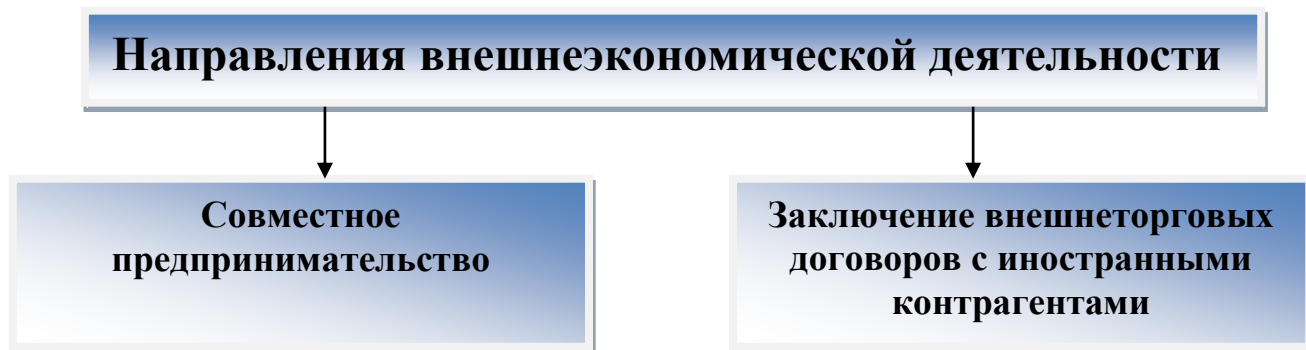 Направления внешнеэкономической деятельности
Совместное
предпринимательство
Заключение внешнеторговых
договоров с иностранными
контрагентами